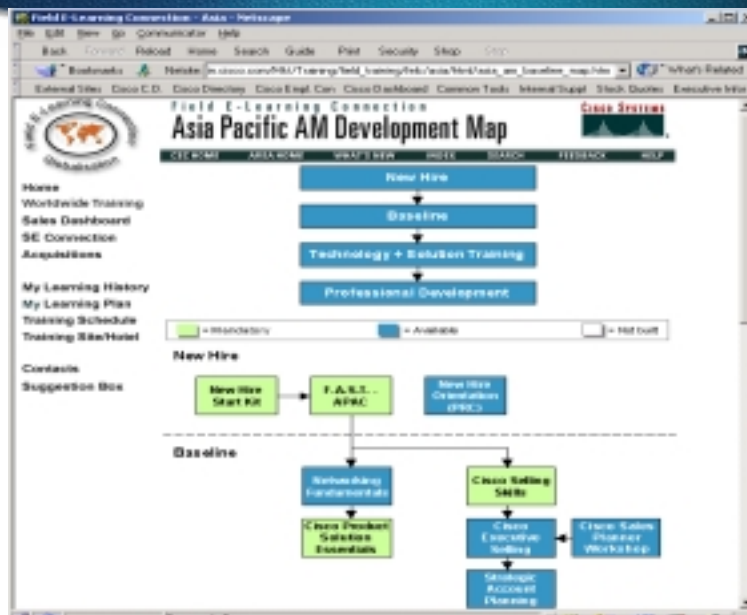 Field E-Learning Connection - Asia - Netscape
File Edit View Go Communicator Help
Back Forward Reload Home Search Guide Print Security Shop Stop
Bookmarks Netsite: What's Related
External Sites Cisco C.D. Cisco Directory Cisco Empl. Con Cisco Dashboard Common Tools Internal Suppt Stock Quotes Executive Infor
Field E-Learning Connection
Asia Pacific AM Development Map
Cisco Systems
CEC HOME AREA HOME WHAT'S NEW INDEX SEARCH FEEDBACK HELP
Home
Worldwide Training
Sales Dashboard
SE Connection
Acquisitions
My Learning History
My Learning Plan
Training Schedule
Training Site/Hotel
Contacts
Suggestion Box
New Hire
Baseline
Technology + Solution Training
Professional Development
= Mandatory
= Available
= Not built
New Hire
New Hire
Start Kit
F.A.S.T. -
APAC
New Hire
Orientation
(PRC)
Baseline
Networking
Fundamentals
Cisco Selling
Skills
Cisco Product
Solution
Essentials
Cisco
Executive
Selling
Cisco Sales
Planner
Workshop
Strategic
Account
Planning